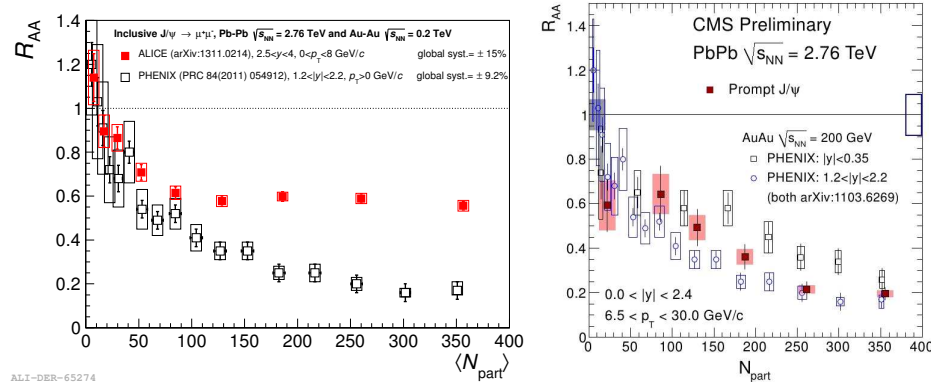 Inclusive J/ψ → μ⁺μ⁻, Pb-Pb √s_NN = 2.76 TeV and Au-Au √s_NN = 0.2 TeV
ALICE (arXiv:1311.0214), 2.5<y<4, 0<p_T<8 GeV/c global syst.= ± 15%
PHENIX (PRC 84(2011) 054912), 1.2<|y|<2.2, p_T>0 GeV/c global syst.= ± 9.2%
R_AA
1.4
1.2
1
0.8
0.6
0.4
0.2
0
0 50 100 150 200 250 300 350 400
⟨N_part⟩
ALI-DER-65274
CMS Preliminary
PbPb √s_NN = 2.76 TeV
Prompt J/ψ
AuAu √s_NN = 200 GeV
PHENIX: |y|<0.35
PHENIX: 1.2<|y|<2.2
(both arXiv:1103.6269)
0.0 < |y| < 2.4
6.5 < p_T < 30.0 GeV/c
R_AA
1.4
1.2
1
0.8
0.6
0.4
0.2
0
0 50 100 150 200 250 300 350 400
N_part